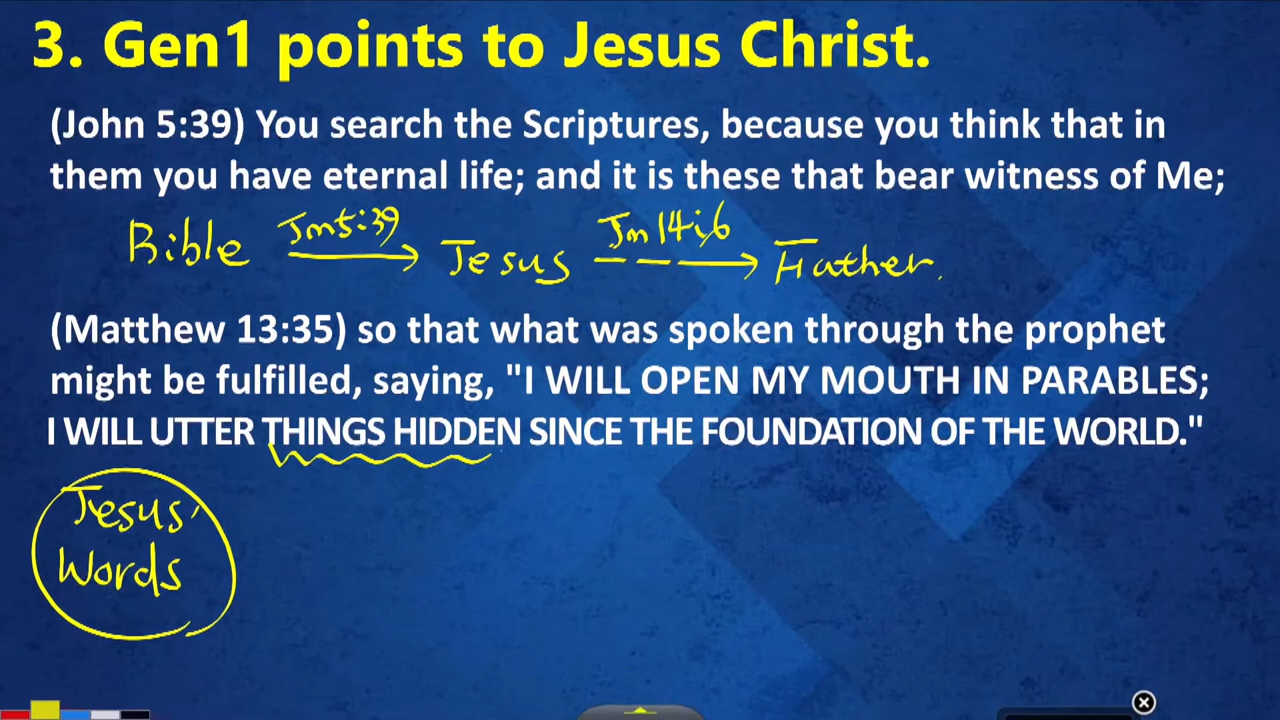 3. Gen1 points to Jesus Christ.
(John 5:39) You search the Scriptures, because you think that in
them you have eternal life; and it is these that bear witness of Me;
Bible Jn5:39 Jesus Jn 14:6 Father.
(Matthew 13:35) so that what was spoken through the prophet
might be fulfilled, saying, "I WILL OPEN MY MOUTH IN PARABLES;
I WILL UTTER THINGS HIDDEN SINCE THE FOUNDATION OF THE WORLD."
Jesus'
Words